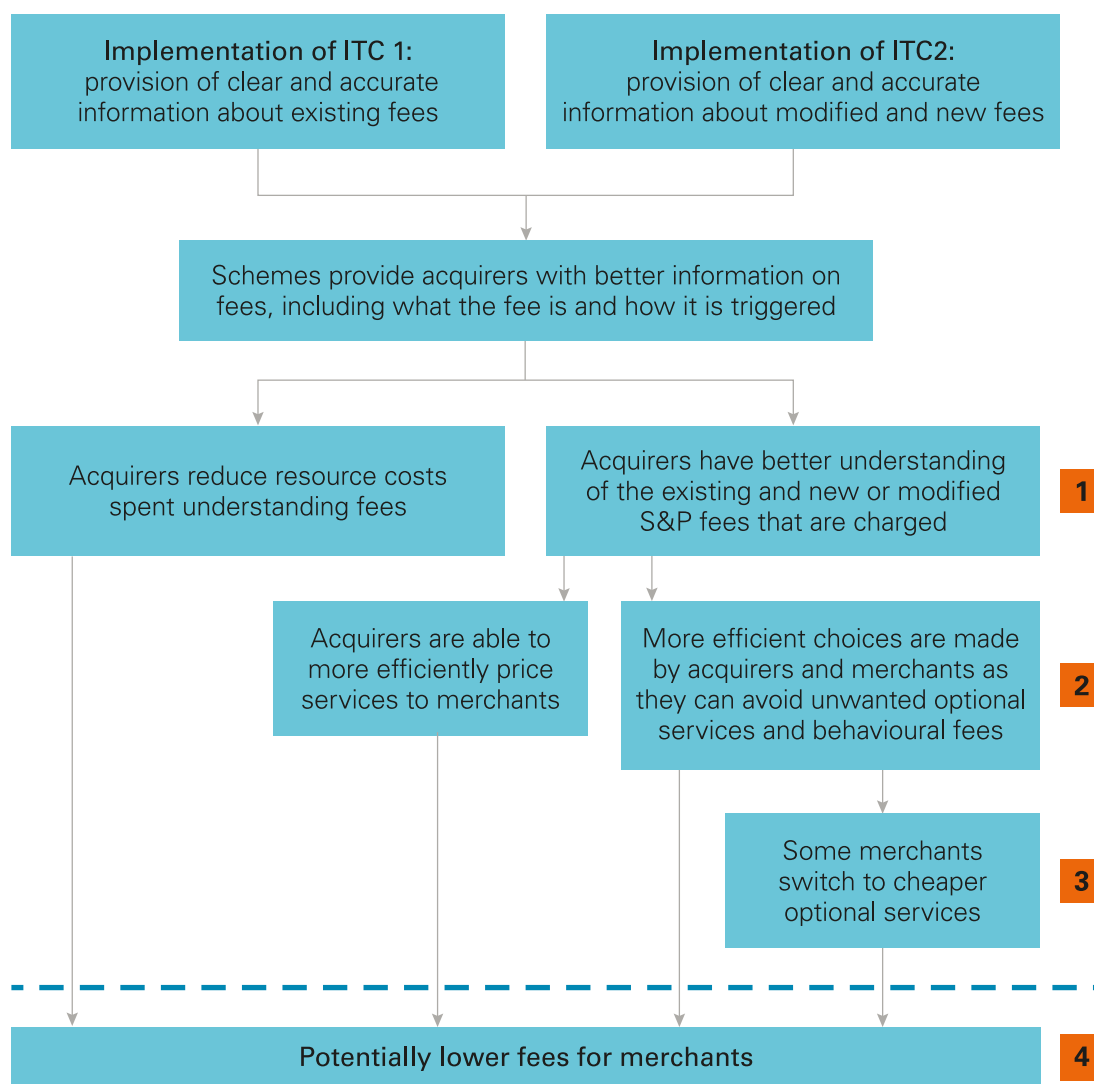 Implementation of ITC 1:
provision of clear and accurate
information about existing fees
Implementation of ITC2:
provision of clear and accurate
information about modified and new fees
Schemes provide acquirers with better information on
fees, including what the fee is and how it is triggered
Acquirers reduce resource costs
spent understanding fees
Acquirers have better understanding
of the existing and new or modified
S&P fees that are charged
1
Acquirers are able to
more efficiently price
services to merchants
More efficient choices are made
by acquirers and merchants as
they can avoid unwanted optional
services and behavioural fees
2
Some merchants
switch to cheaper
optional services
3
Potentially lower fees for merchants
4